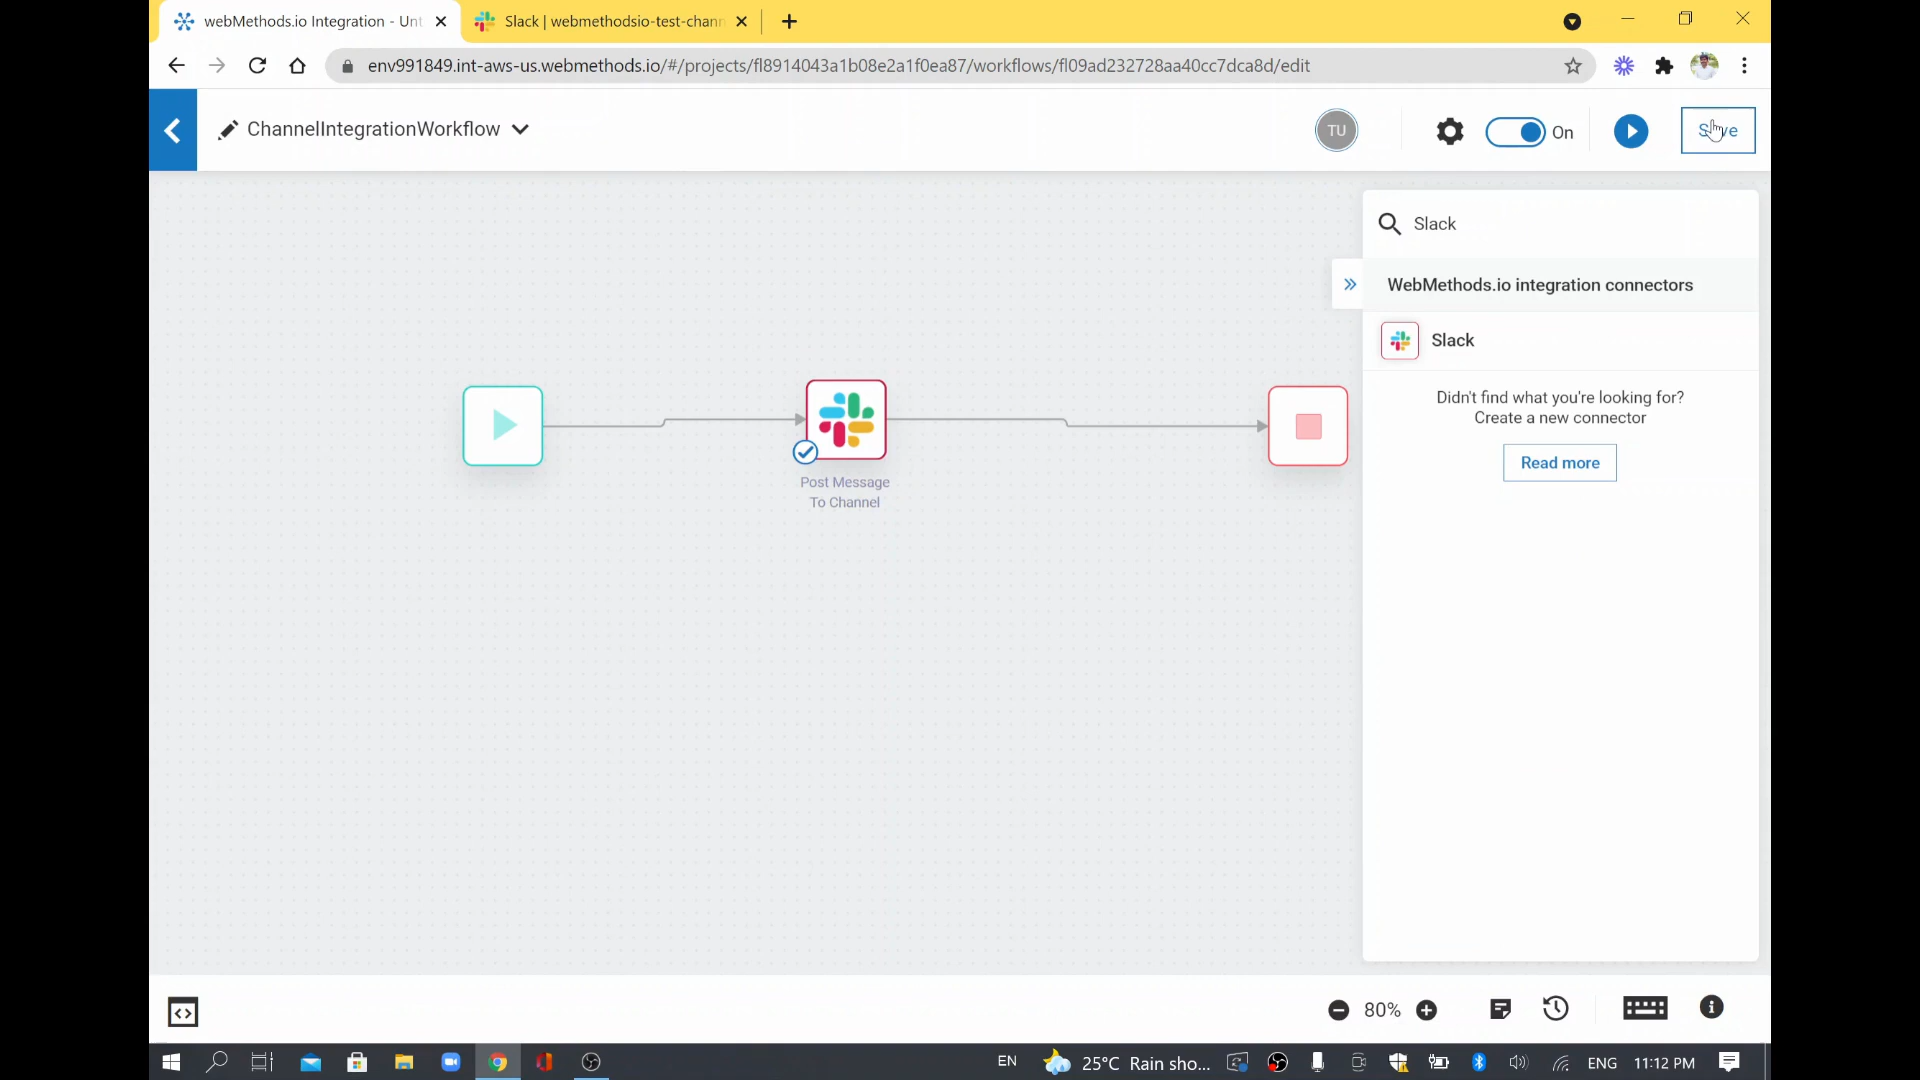 webMethods.io Integration - Unt
Slack | webmethodsio-test-chann
env991849.int-aws-us.webmethods.io/#/projects/fl8914043a1b08e2a1f0ea87/workflows/fl09ad232728aa40cc7dca8d/edit
ChannelIntegrationWorkflow
TU
On
Save
Slack
WebMethods.io integration connectors
Slack
Didn't find what you're looking for?
Create a new connector
Read more
Post Message
To Channel
80%
EN
25°C Rain sho...
ENG
11:12 PM